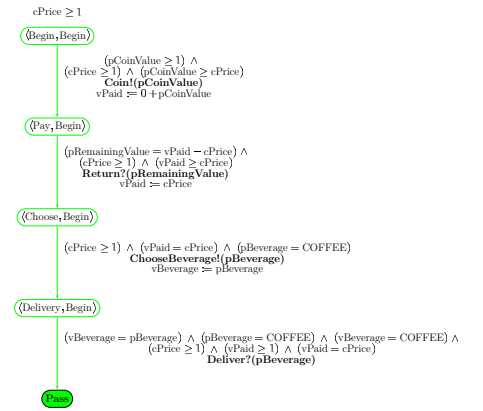 cPrice ≥ 1
⟨Begin,Begin⟩
(pCoinValue ≥ 1) ∧
(cPrice ≥ 1) ∧ (pCoinValue ≥ cPrice)
Coin!(pCoinValue)
vPaid := 0+pCoinValue
⟨Pay,Begin⟩
(pRemainingValue = vPaid − cPrice) ∧
(cPrice ≥ 1) ∧ (vPaid ≥ cPrice)
Return?(pRemainingValue)
vPaid := cPrice
⟨Choose,Begin⟩
(cPrice ≥ 1) ∧ (vPaid = cPrice) ∧ (pBeverage = COFFEE)
ChooseBeverage!(pBeverage)
vBeverage := pBeverage
⟨Delivery,Begin⟩
(vBeverage = pBeverage) ∧ (pBeverage = COFFEE) ∧ (vBeverage = COFFEE) ∧
(cPrice ≥ 1) ∧ (vPaid ≥ 1) ∧ (vPaid = cPrice)
Deliver?(pBeverage)
Pass